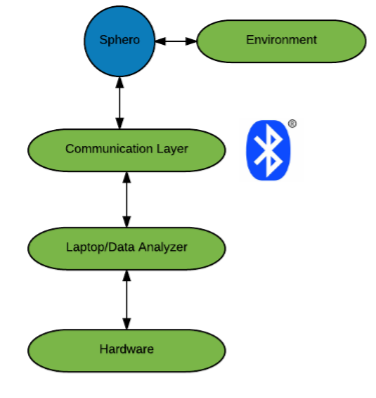 Sphero
Environment
®
Communication Layer
Laptop/Data Analyzer
Hardware